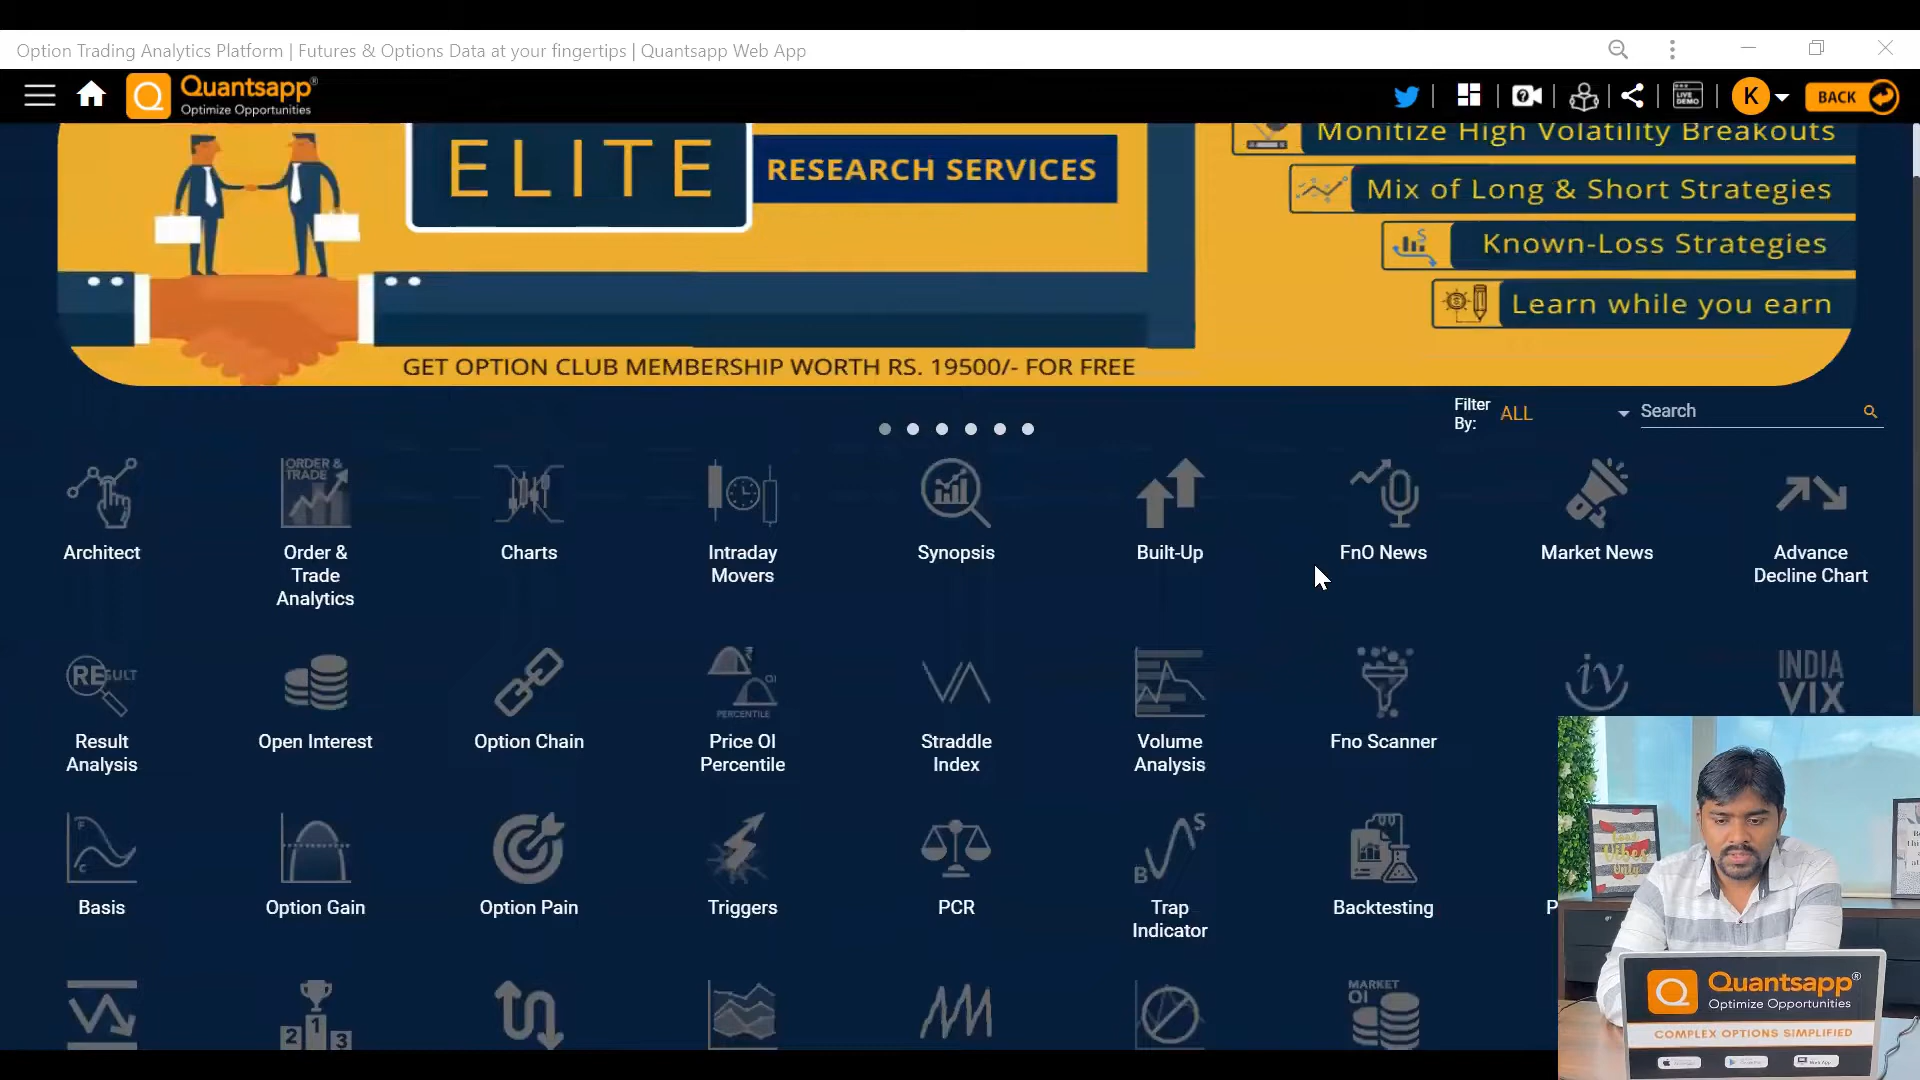 Option Trading Analytics Platform | Futures & Options Data at your fingertips | Quantsapp Web App
Quantsapp®
Optimize Opportunities
LIVE DEMO
K
BACK
ELITE
RESEARCH SERVICES
Monitize High Volatility Breakouts
Mix of Long & Short Strategies
Known-Loss Strategies
Learn while you earn
GET OPTION CLUB MEMBERSHIP WORTH RS. 19500/- FOR FREE
Filter
By:
ALL
Search
ORDER &
TRADE
Architect
Order &
Trade
Analytics
Charts
Intraday
Movers
Synopsis
Built-Up
FnO News
Market News
Advance
Decline Chart
RESULT
PERCENTILE
iv
INDIA
VIX
Result
Analysis
Open Interest
Option Chain
Price OI
Percentile
Straddle
Index
Volume
Analysis
Fno Scanner
F
C
B
S
Basis
Option Gain
Option Pain
Triggers
PCR
Trap
Indicator
Backtesting
P
2 1 3
MARKET
OI
Quantsapp®
Optimize Opportunities
COMPLEX OPTIONS SIMPLIFIED